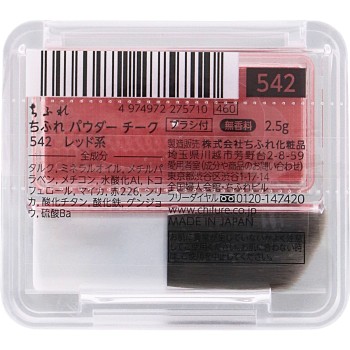 542
4 974972 275710 460
ちふれ
ちふれ パウダー チーク ブラシ付 無香料 2.5g
542 レッド系
全成分
タルク、ミネラルオイル、メチルパラベン、メチコン、水酸化Al、トコフェロール、マイカ、赤226、シリカ、酸化チタン、酸化鉄、グンジョウ、硫酸Ba
発売元 株式会社ちふれ化粧品
埼玉県川越市芳野台2-8-59
フリーダイヤル 0120-147420
www.chifure.co.jp
MADE IN JAPAN